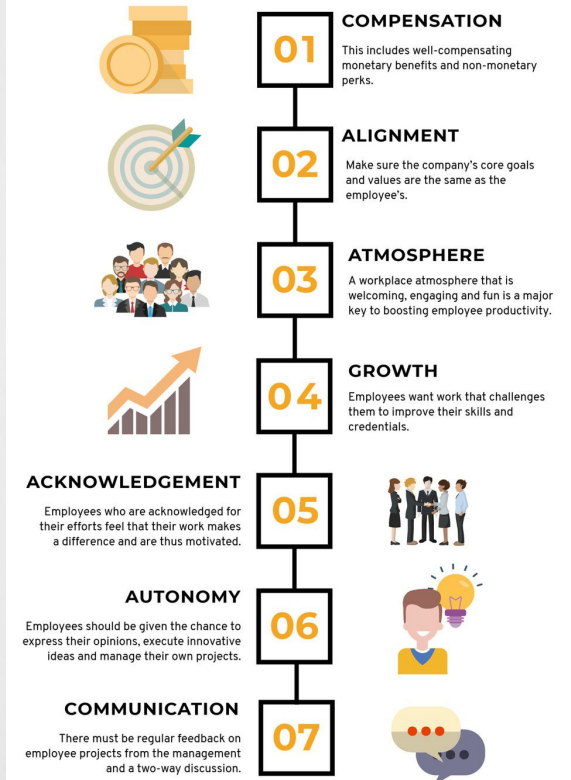 01
COMPENSATION
This includes well-compensating
monetary benefits and non-monetary
perks.
02
ALIGNMENT
Make sure the company's core goals
and values are the same as the
employee's.
03
ATMOSPHERE
A workplace atmosphere that is
welcoming, engaging and fun is a major
key to boosting employee productivity.
04
GROWTH
Employees want work that challenges
them to improve their skills and
credentials.
05
ACKNOWLEDGEMENT
Employees who are acknowledged for
their efforts feel that their work makes
a difference and are thus motivated.
06
AUTONOMY
Employees should be given the chance to
express their opinions, execute innovative
ideas and manage their own projects.
07
COMMUNICATION
There must be regular feedback on
employee projects from the management
and a two-way discussion.